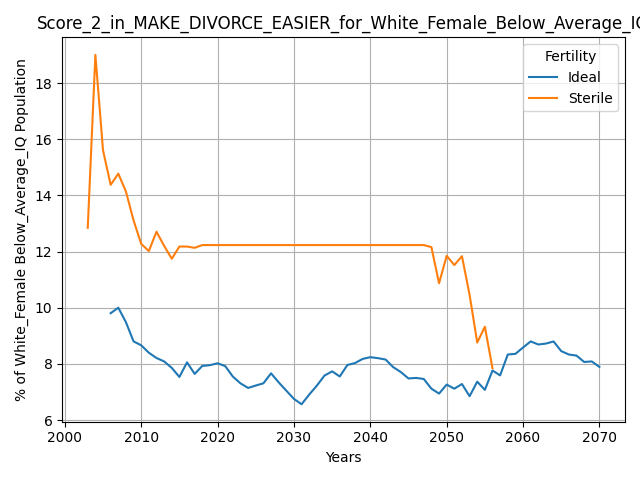 Score_2_in_MAKE_DIVORCE_EASIER_for_White_Female_Below_Average_IQ
Fertility
Ideal
Sterile
% of White_Female Below_Average_IQ Population
18
16
14
12
10
8
6
2000 2010 2020 2030 2040 2050 2060 2070
Years